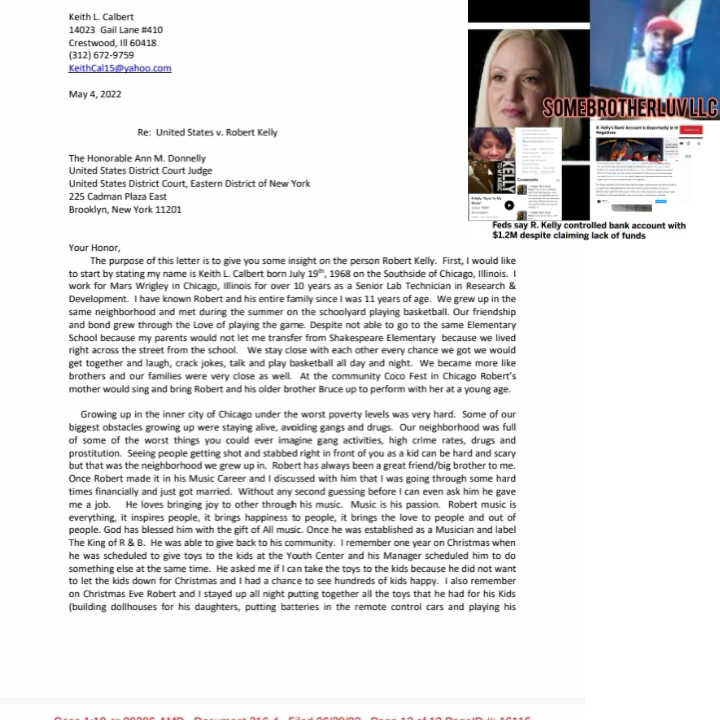 Keith L. Calbert
14023 Gail Lane #410
Crestwood, Ill 60418
(312) 672-9759
KeithCal15@yahoo.com
May 4, 2022
Re: United States v. Robert Kelly
The Honorable Ann M. Donnelly
United States District Court Judge
United States District Court, Eastern District of New York
225 Cadman Plaza East
Brooklyn, New York 11201
Your Honor,
The purpose of this letter is to give you some insight on the person Robert Kelly. First, I would like
to start by stating my name is Keith L. Calbert born July 19th, 1968 on the Southside of Chicago, Illinois. I
work for Mars Wrigley in Chicago, Illinois for over 10 years as a Senior Lab Technician in Research &
Development. I have known Robert and his entire family since I was 11 years of age. We grew up in the
same neighborhood and met during the summer on the schoolyard playing basketball. Our friendship
and bond grew through the Love of playing the game. Despite not able to go to the same Elementary
School because my parents would not let me transfer from Shakespeare Elementary because we lived
right across the street from the school. We stay close with each other every chance we got we would
get together and laugh, crack jokes, talk and play basketball all day and night. We became more like
brothers and our families were very close as well. At the community Coco Fest in Chicago Robert's
mother would sing and bring Robert and his older brother Bruce up to perform with her at a young age.
Growing up in the inner city of Chicago under the worst poverty levels was very hard. Some of our
biggest obstacles growing up were staying alive, avoiding gangs and drugs. Our neighborhood was full
of some of the worst things you could ever imagine gang activities, high crime rates, drugs and
prostitution. Seeing people getting shot and stabbed right in front of you as a kid can be hard and scary
but that was the neighborhood we grew up in. Robert has always been a great friend/big brother to me.
Once Robert made it in his Music Career and I discussed with him that I was going through some hard
times financially and just got married. Without any second guessing before I can even ask him he gave
me a job. He loves bringing joy to other through his music. Music is his passion. Robert music is
everything, it inspires people, it brings happiness to people, it brings the love to people and out of
people. God has blessed him with the gift of All music. Once he was established as a Musician and label
The King of R & B. He was able to give back to his community. I remember one year on Christmas when
he was scheduled to give toys to the kids at the Youth Center and his Manager scheduled him to do
something else at the same time. He asked me if I can take the toys to the kids because he did not want
to let the kids down for Christmas and I had a chance to see hundreds of kids happy. I also remember
on Christmas Eve Robert and I stayed up all night putting together all the toys that he had for his Kids
(building dollhouses for his daughters, putting batteries in the remote control cars and playing his
SOMEBROTHERLUVLLC
R. Kelly's Bank Account Is Reportedly in the
Negatives
KELLY
Comments
Feds say R. Kelly controlled bank account with
$1.2M despite claiming lack of funds